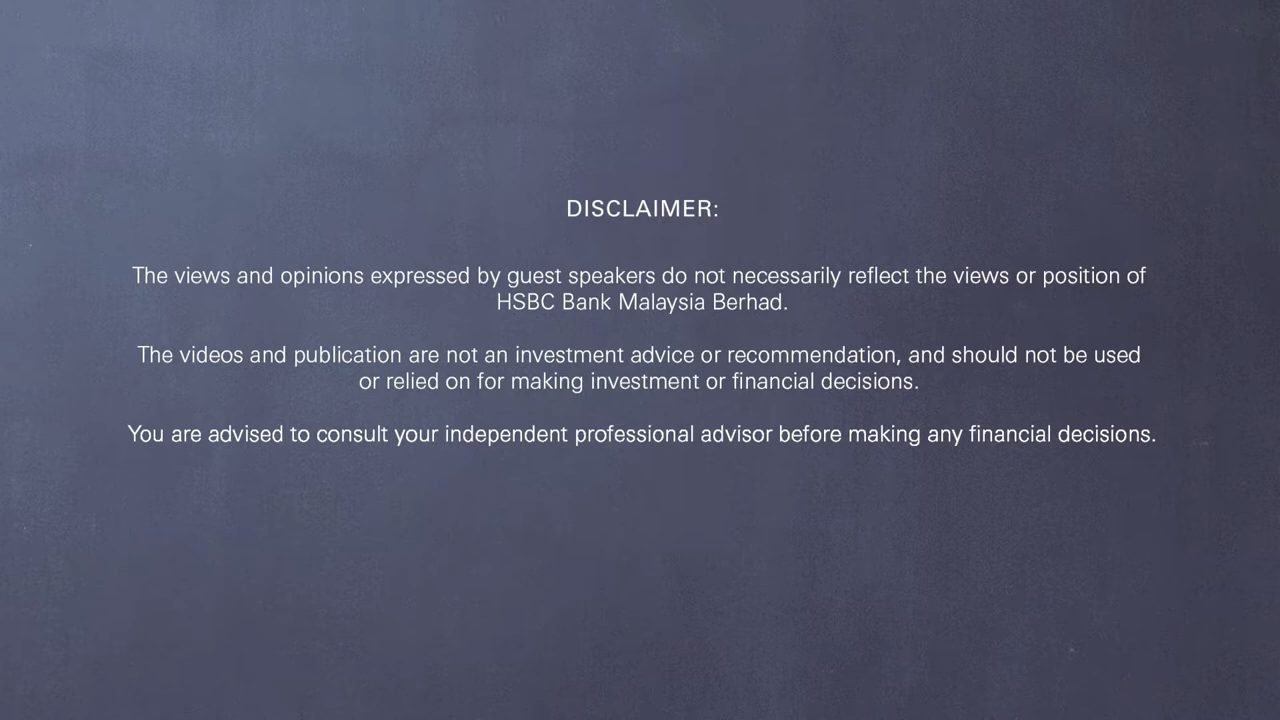 DISCLAIMER:
The views and opinions expressed by guest speakers do not necessarily reflect the views or position of
HSBC Bank Malaysia Berhad.
The videos and publication are not an investment advice or recommendation, and should not be used
or relied on for making investment or financial decisions.
You are advised to consult your independent professional advisor before making any financial decisions.